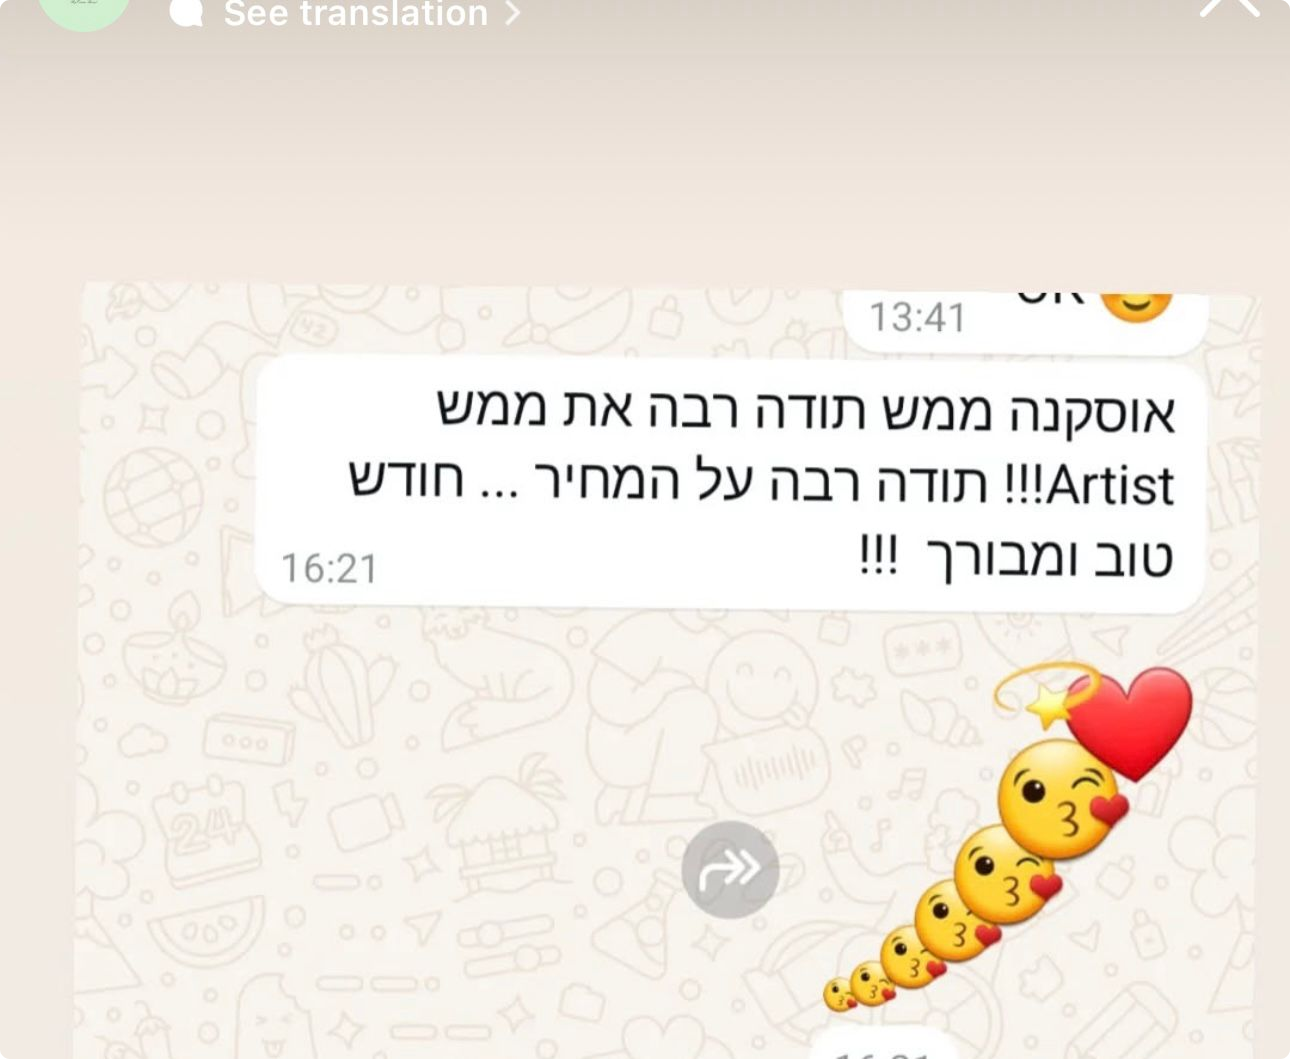 See translation
13:41
אוסקנה ממש תודה רבה את ממש
Artist!!! תודה רבה על המחיר ... חודש
טוב ומבורך !!!
16:21